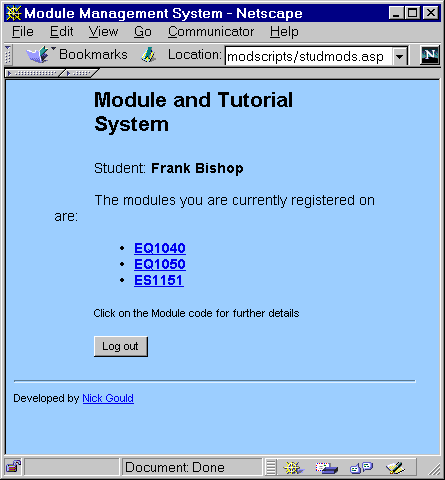 Module Management System - Netscape
File Edit View Go Communicator Help
Bookmarks Location: modscripts/studmods.asp N
Module and Tutorial
System
Student: Frank Bishop
The modules you are currently registered on
are:
• EQ1040
• EQ1050
• ES1151
Click on the Module code for further details
Log out
Developed by Nick Gould
Document: Done